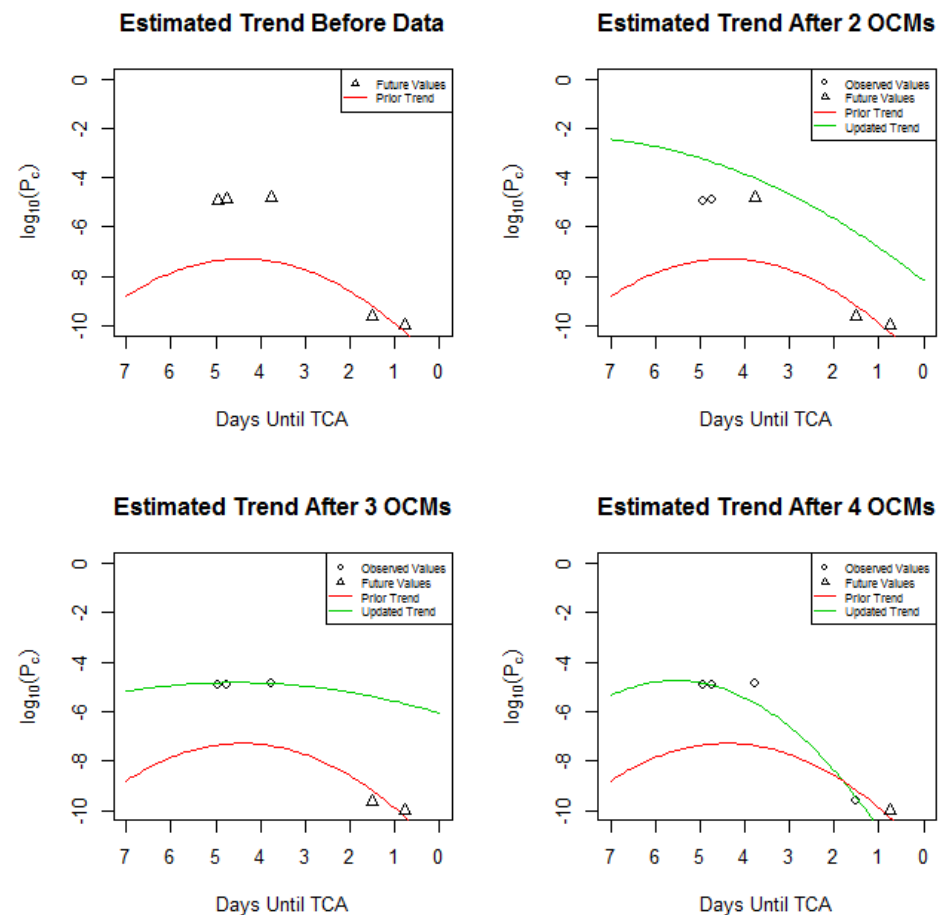 Estimated Trend Before Data
0
-2
-4
-6
-8
-10
log10(Pc)
7 6 5 4 3 2 1 0
Days Until TCA
Future Values
Prior Trend
Estimated Trend After 2 OCMs
0
-2
-4
-6
-8
-10
log10(Pc)
7 6 5 4 3 2 1 0
Days Until TCA
Observed Values
Future Values
Prior Trend
Updated Trend
Estimated Trend After 3 OCMs
0
-2
-4
-6
-8
-10
log10(Pc)
7 6 5 4 3 2 1 0
Days Until TCA
Observed Values
Future Values
Prior Trend
Updated Trend
Estimated Trend After 4 OCMs
0
-2
-4
-6
-8
-10
log10(Pc)
7 6 5 4 3 2 1 0
Days Until TCA
Observed Values
Future Values
Prior Trend
Updated Trend